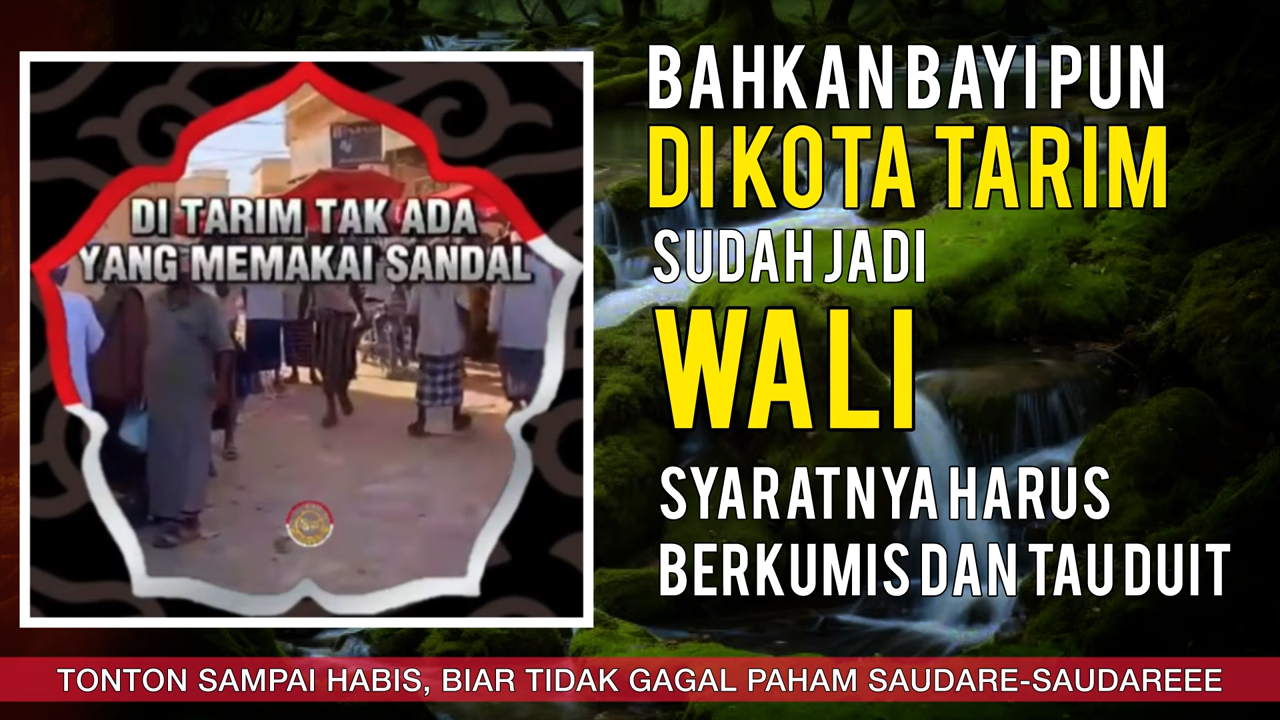 DI TARIM TAK ADA
YANG MEMAKAI SANDAL
BAHKAN BAYI PUN
DI KOTA TARIM
SUDAH JADI
WALI
SYARATNYA HARUS
BERKUMIS DAN TAU DUIT
TONTON SAMPAI HABIS, BIAR TIDAK GAGAL PAHAM SAUDARE-SAUDAREEE